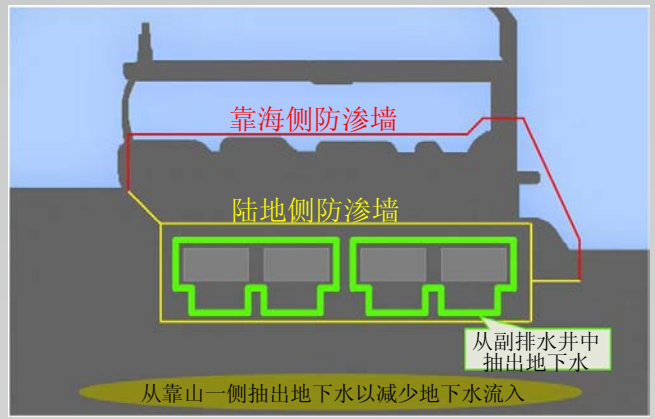 靠海侧防渗墙
陆地侧防渗墙
从副排水井中
抽出地下水
从靠山一侧抽出地下水以减少地下水流入